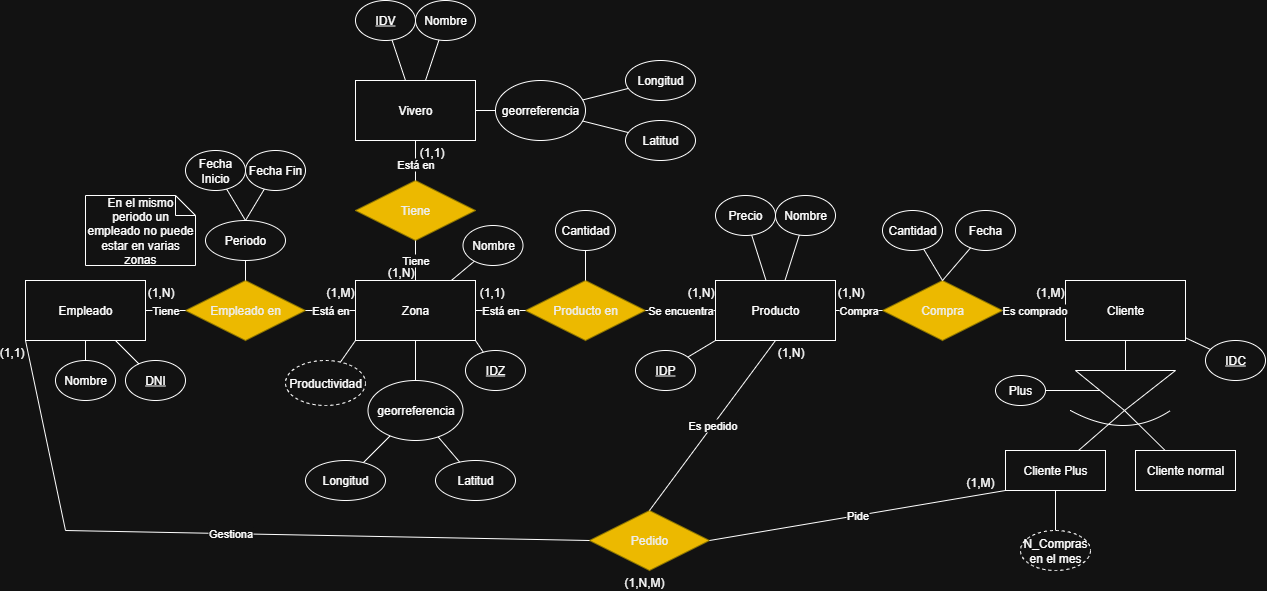 IDV
Nombre
Vivero
georreferencia
Longitud
Latitud
(1,1)
Está en
Tiene
Tiene
(1,N)
Fecha
Inicio
Fecha Fin
Periodo
En el mismo
periodo un
empleado no puede
estar en varias
zonas
Empleado
(1,N)
Tiene
Empleado en
(1,M)
Está en
Zona
Nombre
(1,1)
Está en
Cantidad
Producto en
(1,N)
Se encuentra
Precio
Nombre
Producto
(1,N)
Compra
Cantidad
Fecha
Compra
(1,M)
Es comprado
Cliente
IDC
(1,1)
Nombre
DNI
Productividad
IDZ
georreferencia
Longitud
Latitud
IDP
(1,N)
Es pedido
Plus
Cliente Plus
Cliente normal
(1,M)
Pide
N_Compras
en el mes
Gestiona
Pedido
(1,N,M)